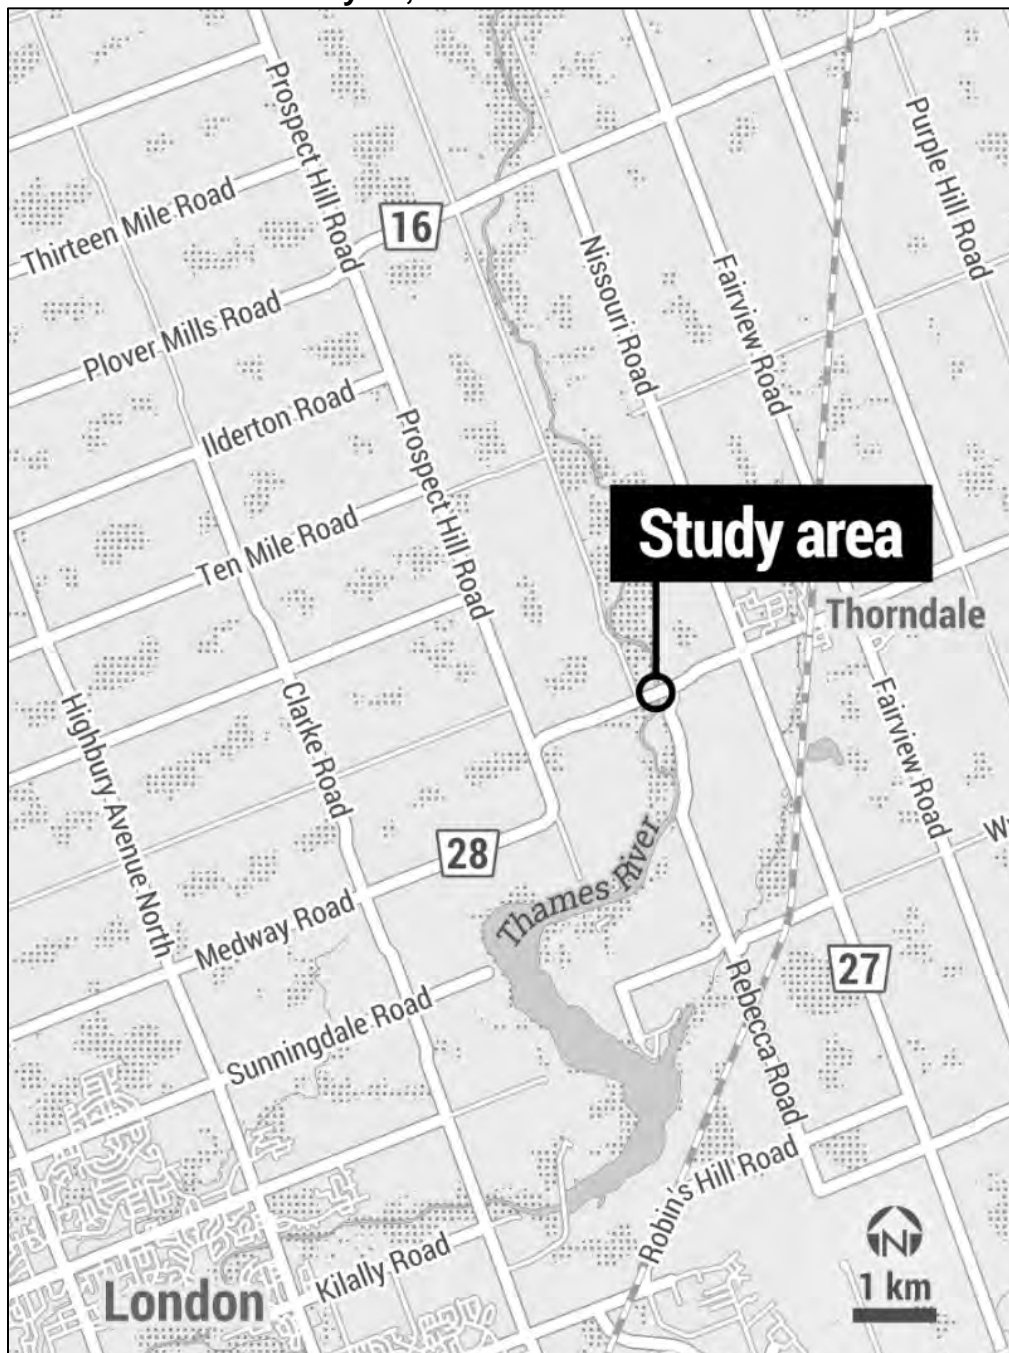 Prospect Hill Road
Purple Hill Road
Thirteen Mile Road
16
Nissouri Road
Fairview Road
Plover Mills Road
Ilderton Road
Prospect Hill Road
Study area
Ten Mile Road
Thorndale
Highbury Avenue North
Clarke Road
Fairview Road
28
Thames River
Medway Road
27
Rebecca Road
Sunningdale Road
Robin's Hill Road
N
Kilally Road
London
1 km